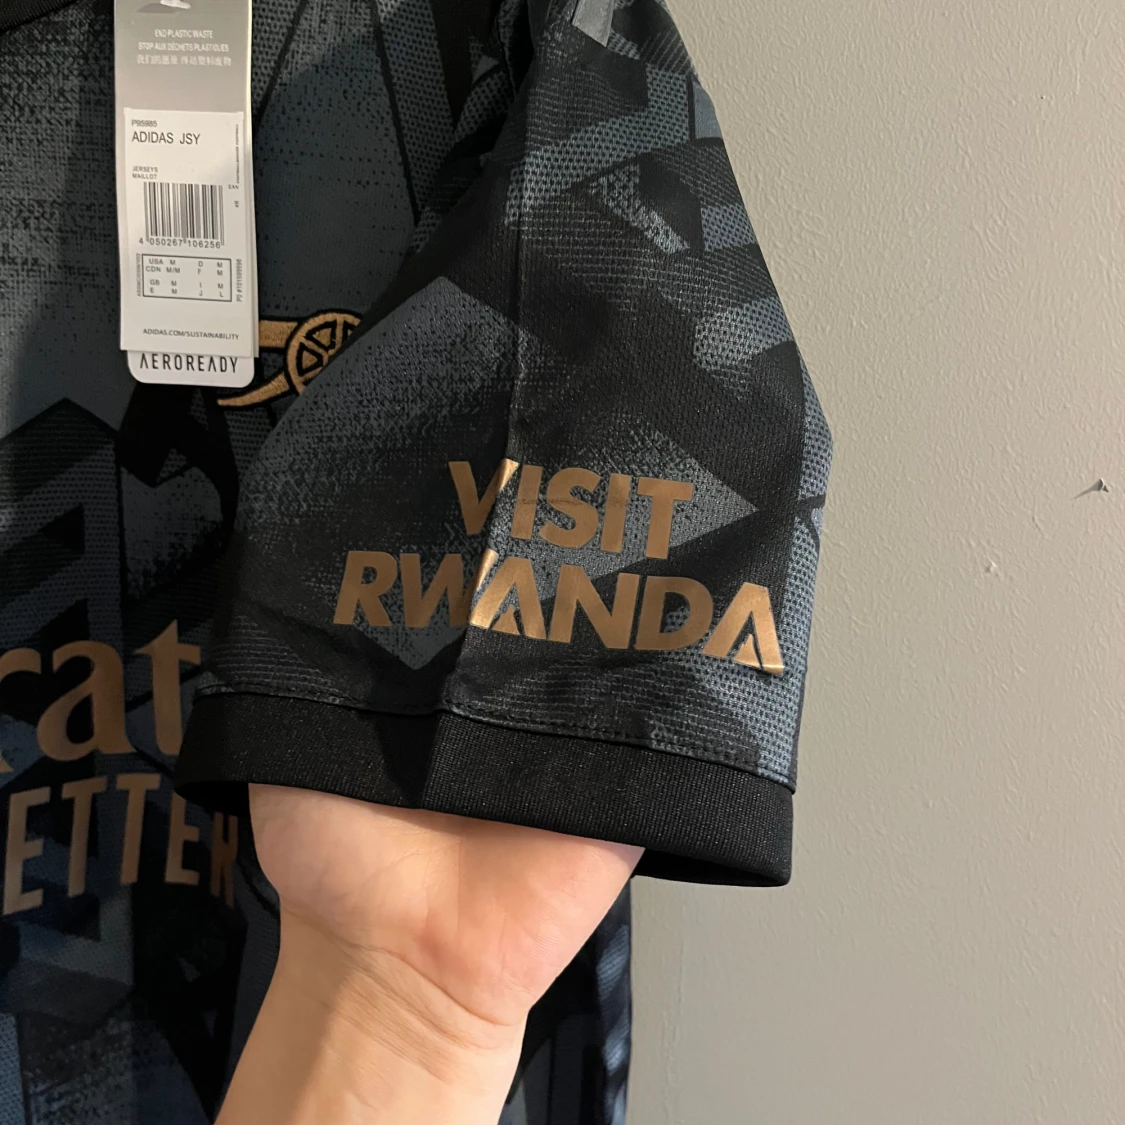 END PLASTIC WASTE
STOP AUX DÉCHETS PLASTIQUES
P95985
ADIDAS JSY
JERSEYS
MAILLOT
EAN
4 050267 106256
USA M D M
CDN M/M F M
GB M I M
E M J L
ADIDAS.COM/SUSTAINABILITY
AEROREADY
VISIT
RWANDA
rat
ETTER